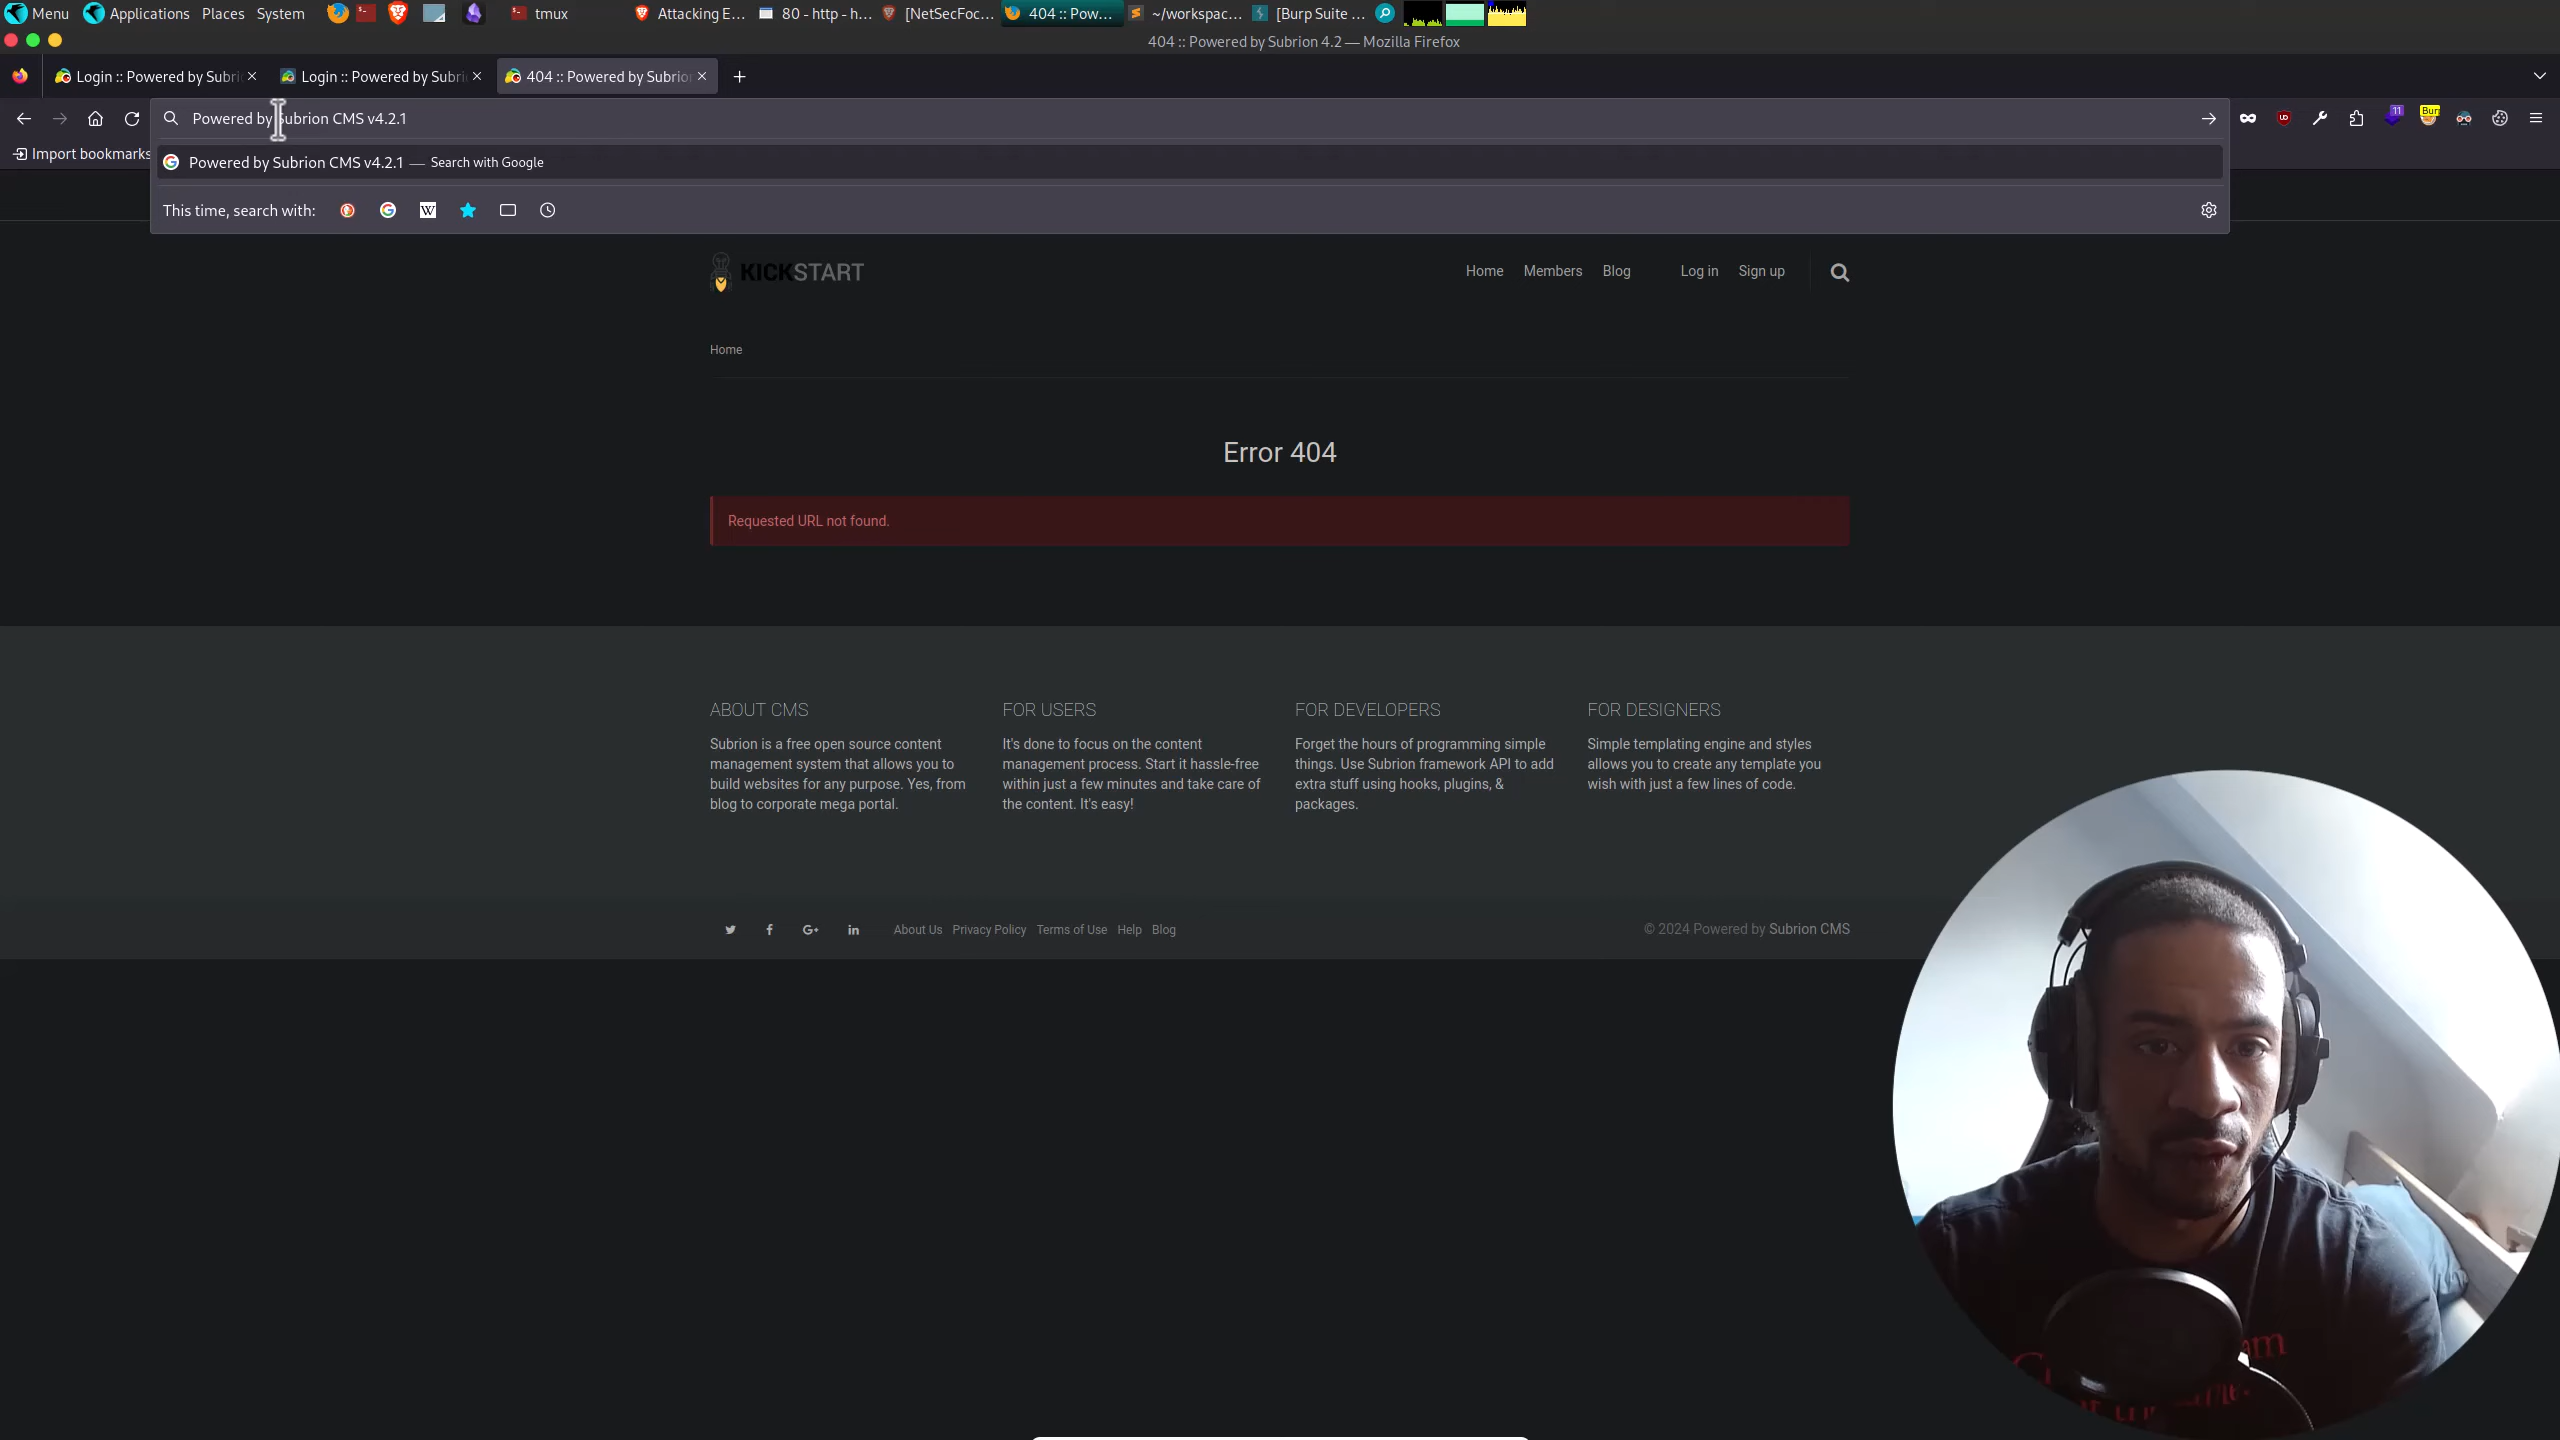 Menu Applications Places System tmux Attacking E... 80 - http - h... [NetSecFoc... 404 :: Pow... ~/workspac... [Burp Suite ...
404 :: Powered by Subrion 4.2 — Mozilla Firefox
Login :: Powered by Subri Login :: Powered by Subri 404 :: Powered by Subrion
Powered by Subrion CMS v4.2.1
11
Import bookmarks
Powered by Subrion CMS v4.2.1 — Search with Google
This time, search with:
KICKSTART
Home Members Blog Log in Sign up
Home
Error 404
Requested URL not found.
ABOUT CMS
Subrion is a free open source content
management system that allows you to
build websites for any purpose. Yes, from
blog to corporate mega portal.
FOR USERS
It's done to focus on the content
management process. Start it hassle-free
within just a few minutes and take care of
the content. It's easy!
FOR DEVELOPERS
Forget the hours of programming simple
things. Use Subrion framework API to add
extra stuff using hooks, plugins, &
packages.
FOR DESIGNERS
Simple templating engine and styles
allows you to create any template you
wish with just a few lines of code.
About Us Privacy Policy Terms of Use Help Blog
© 2024 Powered by Subrion CMS